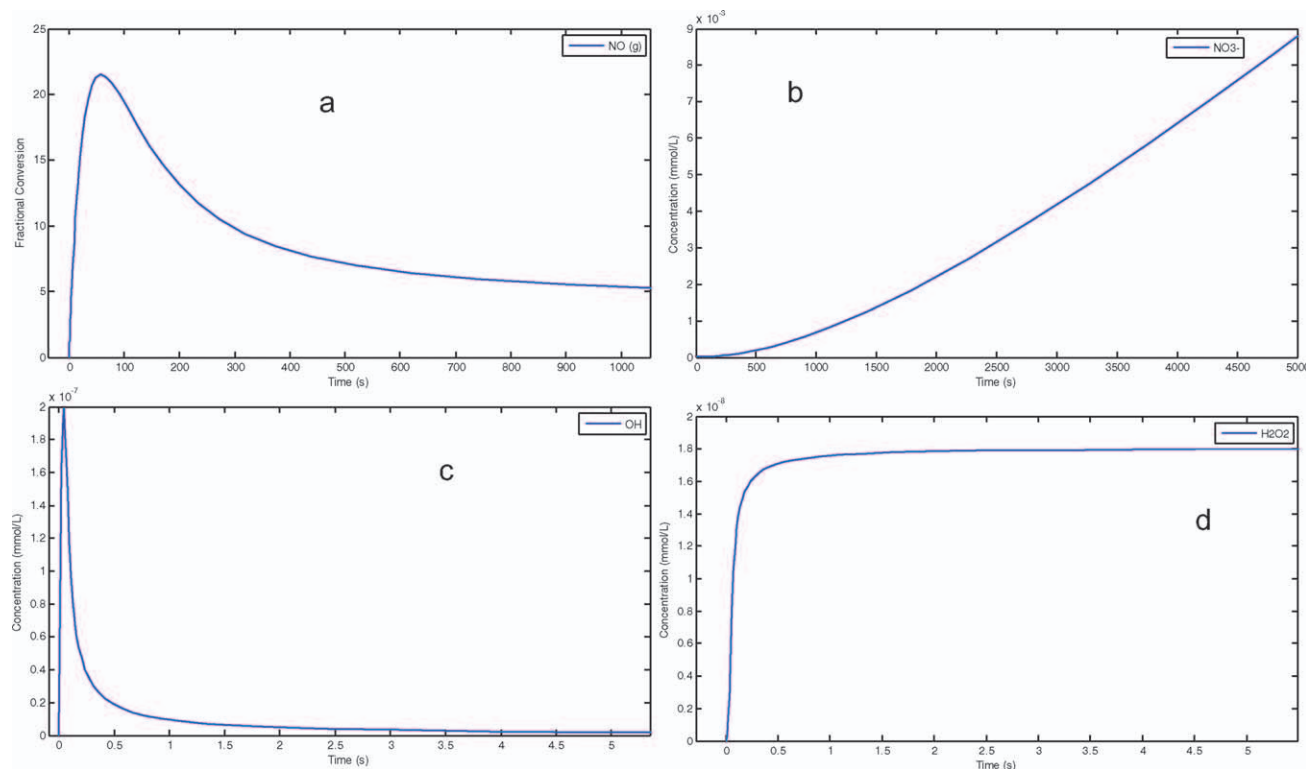 25
20
15
10
5
0
Fractional Conversion
NO (g)
a
0 100 200 300 400 500 600 700 800 900 1000
Time (s)
x 10-3
9
8
7
6
5
4
3
2
1
0
Concentration (mmol/L)
NO3-
b
0 500 1000 1500 2000 2500 3000 3500 4000 4500 5000
Time (s)
x 10-7
2
1.8
1.6
1.4
1.2
1
0.8
0.6
0.4
0.2
0
Concentration (mmol/L)
OH
c
0 0.5 1 1.5 2 2.5 3 3.5 4 4.5 5
Time (s)
x 10-8
2
1.8
1.6
1.4
1.2
1
0.8
0.6
0.4
0.2
0
Concentration (mmol/L)
H2O2
d
0 0.5 1 1.5 2 2.5 3 3.5 4 4.5 5
Time (s)